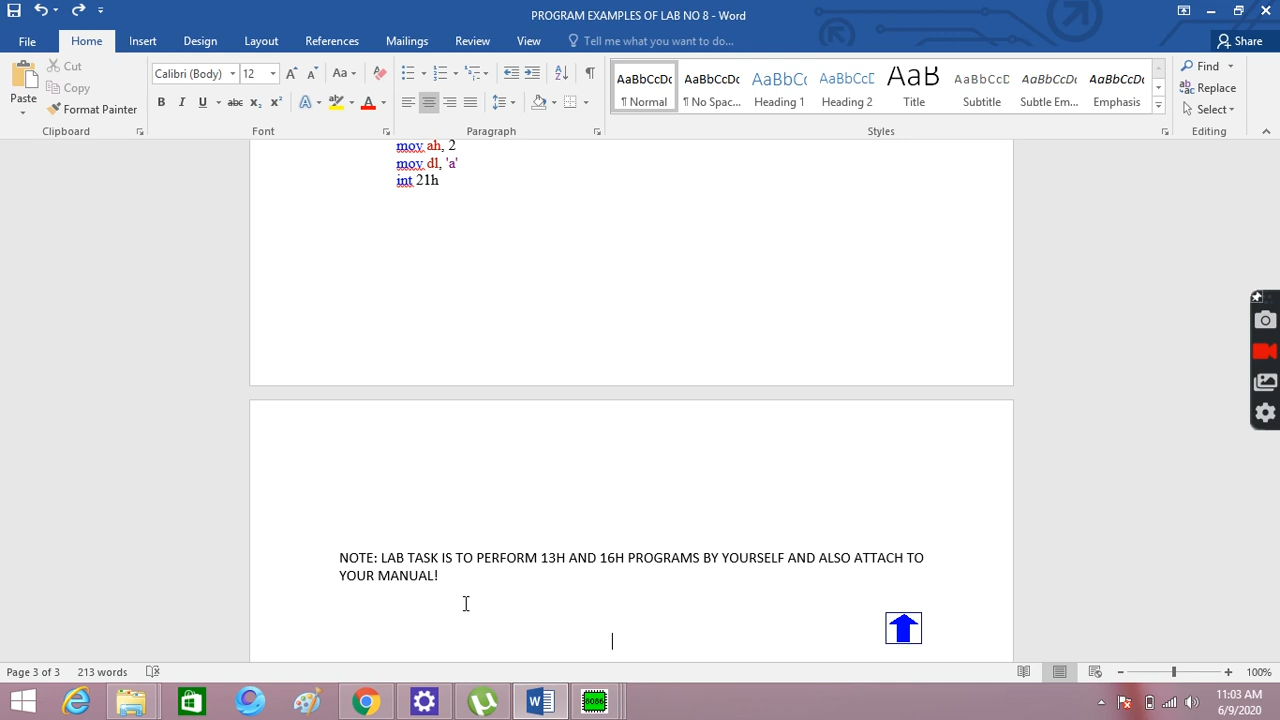 PROGRAM EXAMPLES OF LAB NO 8 - Word
File Home Insert Design Layout References Mailings Review View Tell me what you want to do... Share
Paste Cut Copy Format Painter
Calibri (Body) 12
AaBbCcDc AaBbCcDc AaBbCc AaBbCcD AaB AaBbCcD AaBbCcDc AaBbCcDc
¶ Normal ¶ No Spac... Heading 1 Heading 2 Title Subtitle Subtle Em... Emphasis
Find
Replace
Select
Clipboard Font Paragraph Styles Editing
mov ah, 2
mov dl, 'a'
int 21h
NOTE: LAB TASK IS TO PERFORM 13H AND 16H PROGRAMS BY YOURSELF AND ALSO ATTACH TO
YOUR MANUAL!
Page 3 of 3 213 words 100%
8086
11:03 AM
6/9/2020